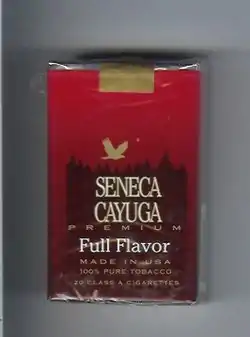 SENECA
CAYUGA
PREMIUM
Full Flavor
MADE IN USA
100% PURE TOBACCO
20 CLASS A CIGARETTES